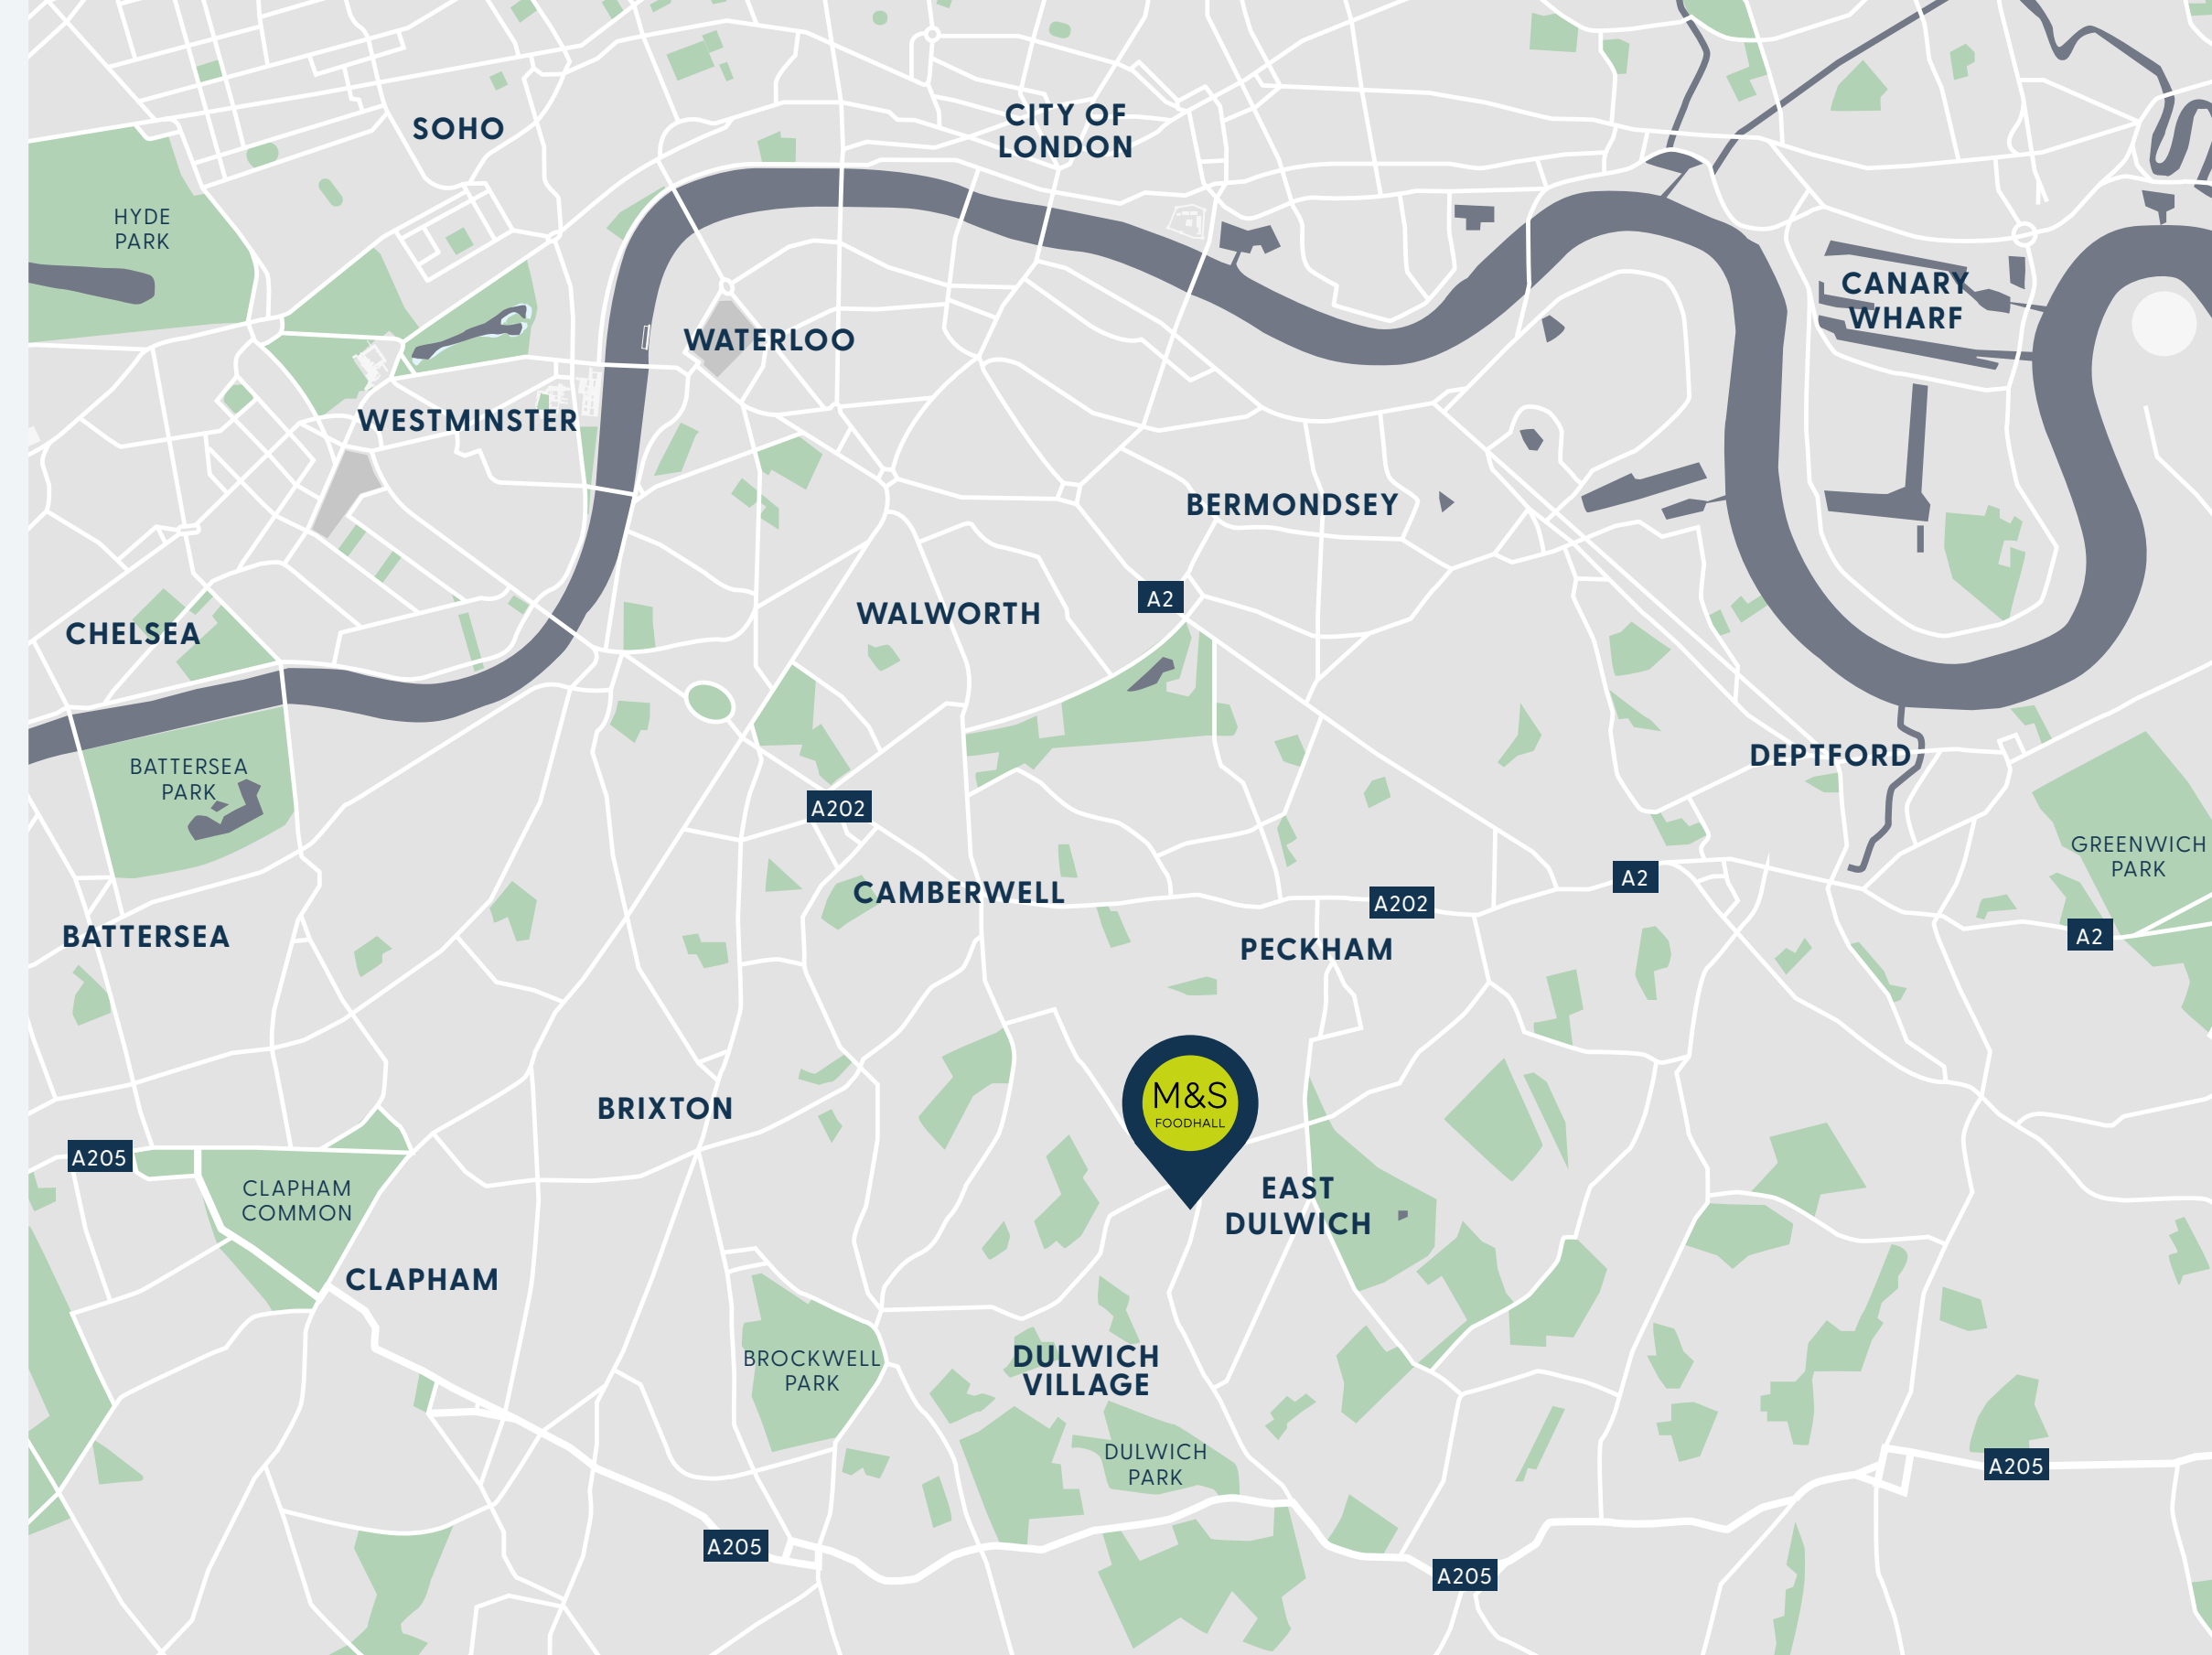 SOHO
CITY OF
LONDON
HYDE
PARK
CANARY
WHARF
WATERLOO
WESTMINSTER
BERMONDSEY
A2
WALWORTH
CHELSEA
DEPTFORD
BATTERSEA
PARK
A202
GREENWICH
PARK
A2
CAMBERWELL
A202
BATTERSEA
A2
PECKHAM
M&S
FOODHALL
BRIXTON
A205
CLAPHAM
COMMON
EAST
DULWICH
CLAPHAM
BROCKWELL
PARK
DULWICH
VILLAGE
DULWICH
PARK
A205
A205
A205